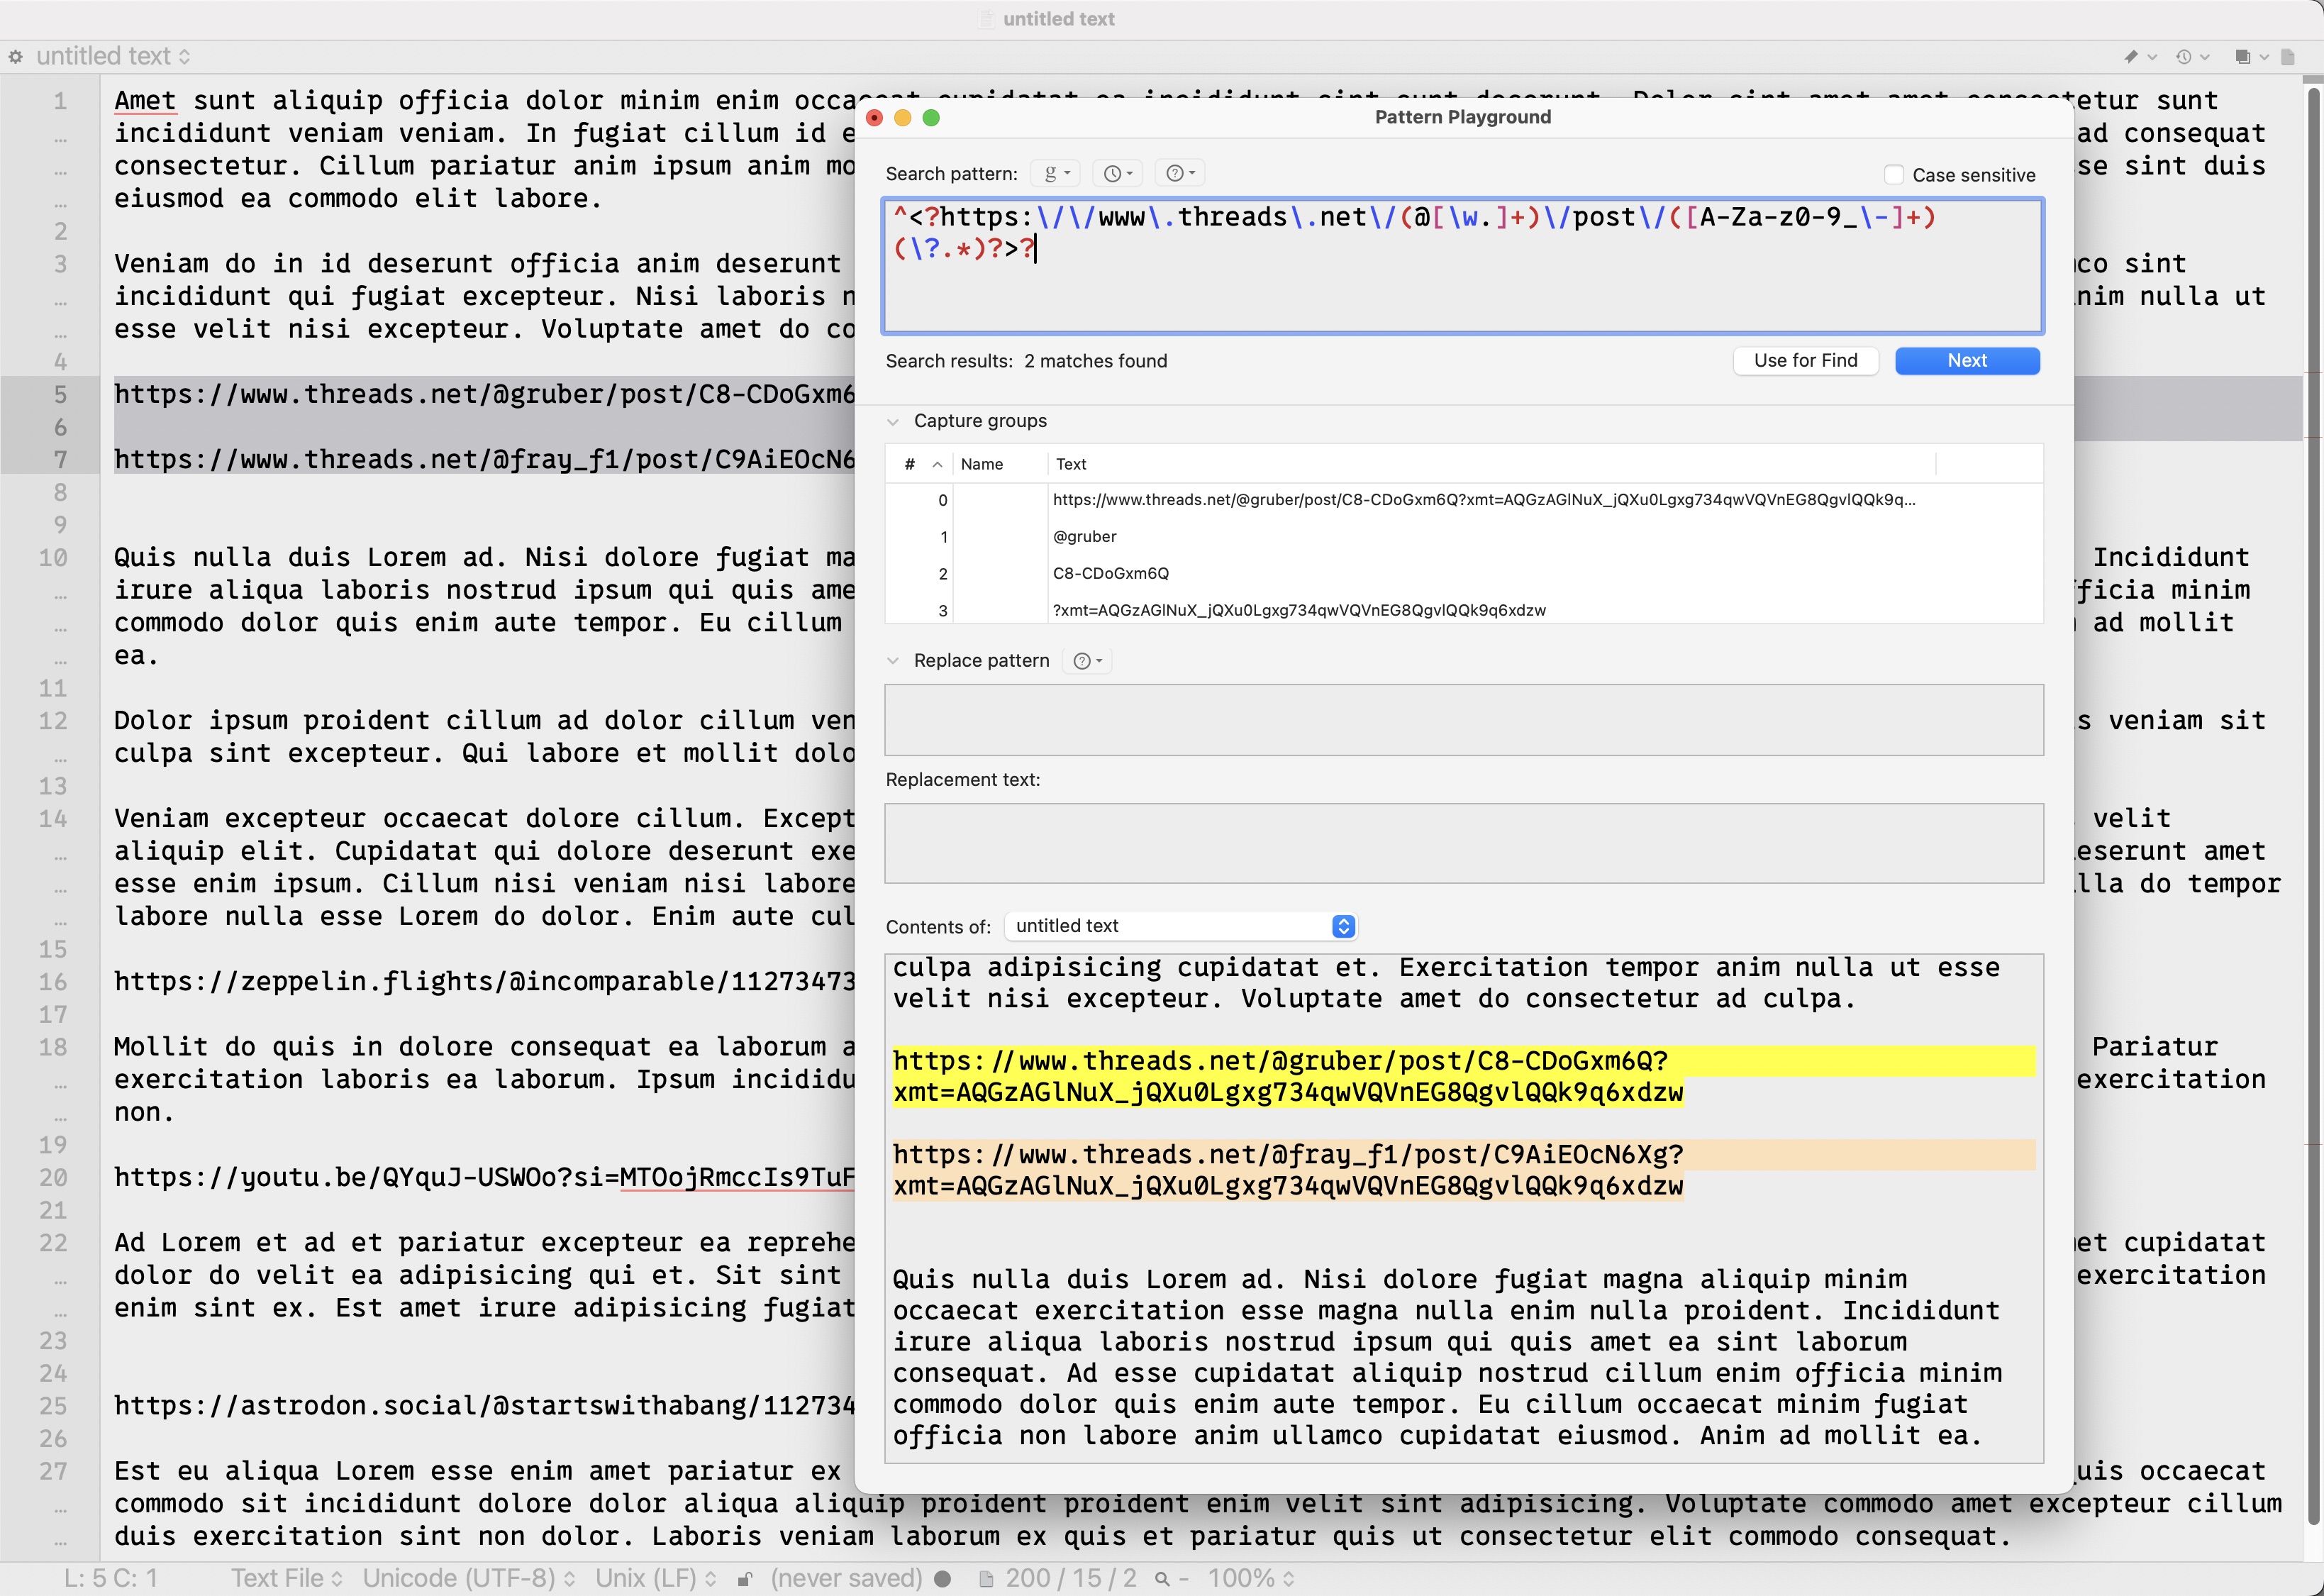 untitled text
untitled text
1 Amet sunt aliquip officia dolor minim enim
2
3 Veniam do in id deserunt officia anim deserunt
4
5 https://www.threads.net/@gruber/post/C8-CDoGxm6
6
7 https://www.threads.net/@fray_f1/post/C9AiEOcN6
8
9
10 Quis nulla duis Lorem ad. Nisi dolore fugiat
11
12 Dolor ipsum proident cillum ad dolor cillum
13
14 Veniam excepteur occaecat dolore cillum.
15
16 https://zeppelin.flights/@incomparable/11273473
17
18 Mollit do quis in dolore consequat ea laborum
19
20 https://youtu.be/QYquJ-USWOo?si=MTOojRmccIs9Tu
21
22 Ad Lorem et ad et pariatur excepteur ea
23
24
25 https://astrodon.social/@startswithabang/112734
26
27 Est eu aliqua Lorem esse enim amet pariatur ex
incididunt veniam veniam. In fugiat cillum id
consectetur. Cillum pariatur anim ipsum anim
eiusmod ea commodo elit labore.
incididunt qui fugiat excepteur. Nisi laboris
esse velit nisi excepteur. Voluptate amet do
irure aliqua laboris nostrud ipsum qui quis
commodo dolor quis enim aute tempor. Eu cillum
ea.
culpa sint excepteur. Qui labore et mollit
aliquip elit. Cupidatat qui dolore deserunt
esse enim ipsum. Cillum nisi veniam nisi labore
labore nulla esse Lorem do dolor. Enim aute
exercitation laboris ea laborum. Ipsum
non.
dolor do velit ea adipisicing qui et. Sit sint
enim sint ex. Est amet irure adipisicing fugiat
commodo sit incididunt dolore dolor aliqua aliquip proident proident enim velit sint adipisicing. Voluptate commodo amet excepteur cillum
duis exercitation sint non dolor. Laboris veniam laborum ex quis et pariatur quis ut consectetur elit commodo consequat.
sunt
ad consequat
sint duis
sint
nulla ut
Incididunt
minim
ad mollit
veniam sit
velit
amet
do tempor
Pariatur
exercitation
cupidatat
exercitation
occaecat
Pattern Playground
Search pattern: g Case sensitive
^<?https:\/\/www\.threads\.net\/(@[\w.]+)\/post\/([A-Za-z0-9_\-]+)
(\?.*)?>?
Search results: 2 matches found Use for Find Next
Capture groups
# Name Text
0 https://www.threads.net/@gruber/post/C8-CDoGxm6Q?xmt=AQGzAGlNuX_jQXu0Lgxg734qwVQVnEG8QgvlQQk9q...
1 @gruber
2 C8-CDoGxm6Q
3 ?xmt=AQGzAGlNuX_jQXu0Lgxg734qwVQVnEG8QgvlQQk9q6xdzw
Replace pattern
Replacement text:
Contents of: untitled text
culpa adipisicing cupidatat et. Exercitation tempor anim nulla ut esse
velit nisi excepteur. Voluptate amet do consectetur ad culpa.
https://www.threads.net/@gruber/post/C8-CDoGxm6Q?
xmt=AQGzAGlNuX_jQXu0Lgxg734qwVQVnEG8QgvlQQk9q6xdzw
https://www.threads.net/@fray_f1/post/C9AiEOcN6Xg?
xmt=AQGzAGlNuX_jQXu0Lgxg734qwVQVnEG8QgvlQQk9q6xdzw
Quis nulla duis Lorem ad. Nisi dolore fugiat magna aliquip minim
occaecat exercitation esse magna nulla enim nulla proident. Incididunt
irure aliqua laboris nostrud ipsum qui quis amet ea sint laborum
consequat. Ad esse cupidatat aliquip nostrud cillum enim officia minim
commodo dolor quis enim aute tempor. Eu cillum occaecat minim fugiat
officia non labore anim ullamco cupidatat eiusmod. Anim ad mollit ea.
L: 5 C: 1 Text File Unicode (UTF-8) Unix (LF) (never saved) 200 / 15 / 2 - 100%